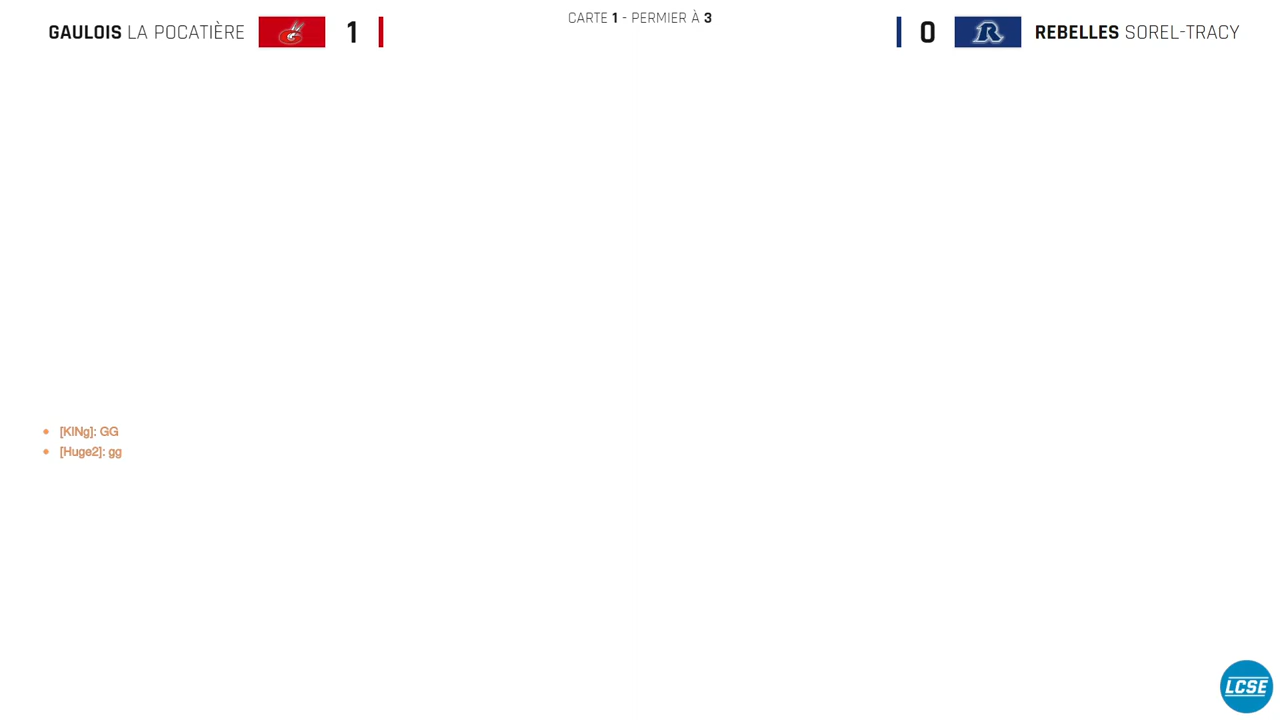 GAULOIS LA POCATIÈRE 1
CARTE 1 - PERMIER À 3
0 R REBELLES SOREL-TRACY
[KINg]: GG
[Huge2]: gg
LCSE